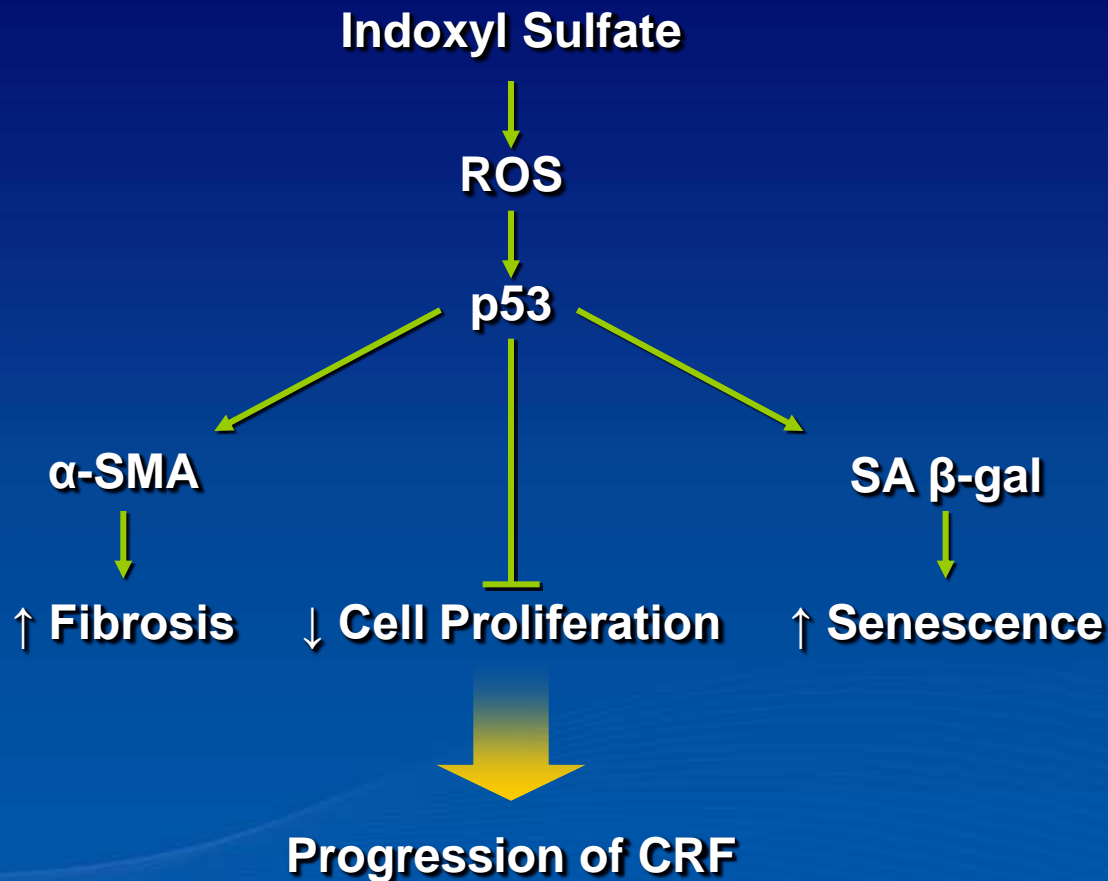 Indoxyl Sulfate
ROS
p53
α-SMA
SA β-gal
↑ Fibrosis
↓ Cell Proliferation
↑ Senescence
Progression of CRF